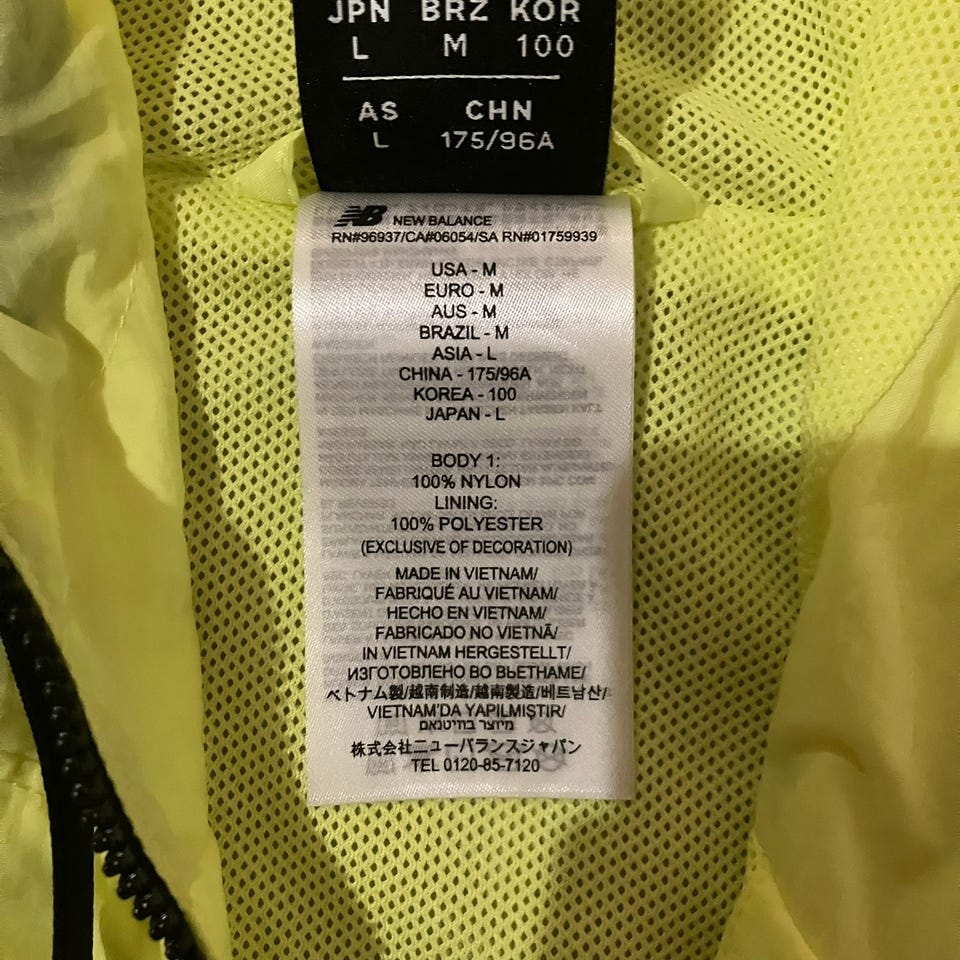 JPN BRZ KOR
L M 100
AS CHN
L 175/96A
NB NEW BALANCE
RN#96937/CA#06054/SA RN#01759939
USA - M
EURO - M
AUS - M
BRAZIL - M
ASIA - L
CHINA - 175/96A
KOREA - 100
JAPAN - L
BODY 1:
100% NYLON
LINING:
100% POLYESTER
(EXCLUSIVE OF DECORATION)
MADE IN VIETNAM/
FABRIQUÉ AU VIETNAM/
HECHO EN VIETNAM/
FABRICADO NO VIETNÃ/
IN VIETNAM HERGESTELLT/
ИЗГОТОВЛЕНО ВО ВЬЕТНАМЕ/
ベトナム製/越南制造/越南製造/베트남산/
VIETNAM'DA YAPILMIŞTIR/
מיוצר בוויטנאם
株式会社ニューバランスジャパン
TEL 0120-85-7120